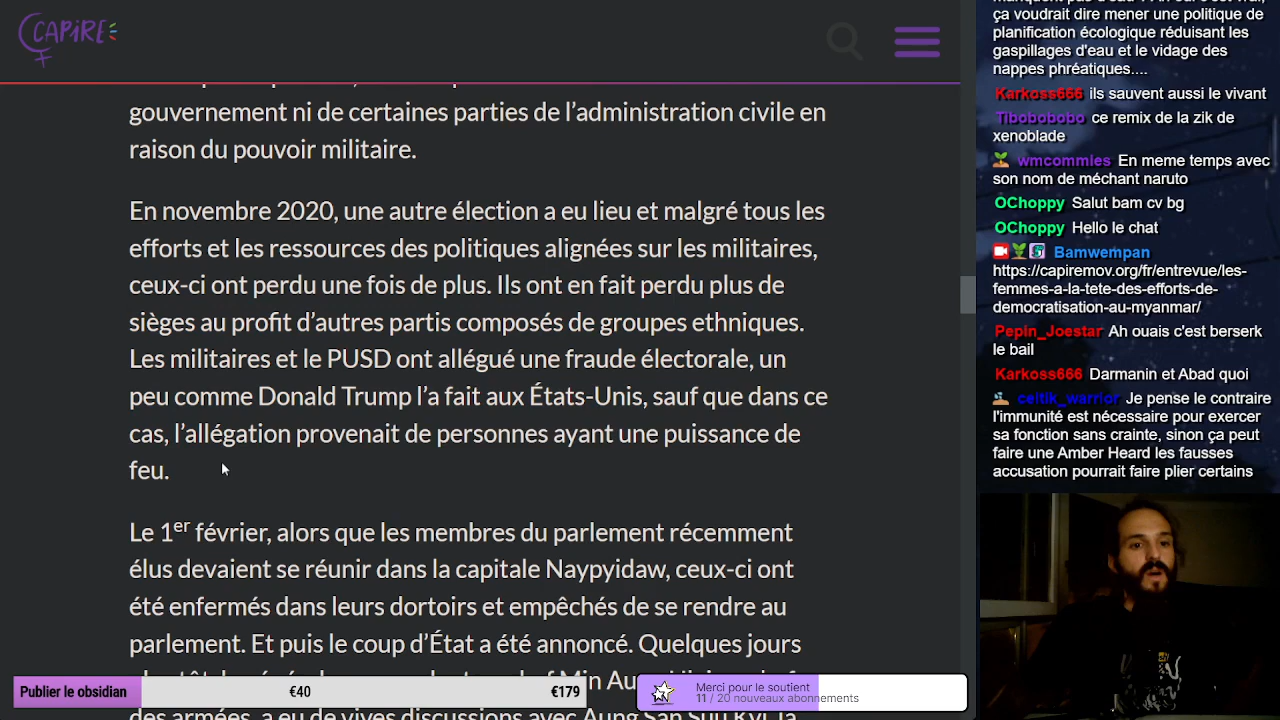 CAPIRE
gouvernement ni de certaines parties de l’administration civile en
raison du pouvoir militaire.
En novembre 2020, une autre élection a eu lieu et malgré tous les
efforts et les ressources des politiques alignées sur les militaires,
ceux-ci ont perdu une fois de plus. Ils ont en fait perdu plus de
sièges au profit d’autres partis composés de groupes ethniques.
Les militaires et le PUSD ont allégué une fraude électorale, un
peu comme Donald Trump l’a fait aux États-Unis, sauf que dans ce
cas, l’allégation provenait de personnes ayant une puissance de
feu.
Le 1er février, alors que les membres du parlement récemment
élus devaient se réunir dans la capitale Naypyidaw, ceux-ci ont
été enfermés dans leurs dortoirs et empêchés de se rendre au
parlement. Et puis le coup d’État a été annoncé. Quelques jours
des armées, a eu de vives discussions avec Aung San Suu Kyi, la
Publier le obsidian
€40
€179
Merci pour le soutient
11 / 20 nouveaux abonnements
ça voudrait dire mener une politique de
planification écologique réduisant les
gaspillages d'eau et le vidage des
nappes phréatiques....
Karkoss666 ils sauvent aussi le vivant
Tibobobobo ce remix de la zik de
xenoblade
wmcommies En meme temps avec
son nom de méchant naruto
OChoppy Salut bam cv bg
OChoppy Hello le chat
Bamwempan
https://capiremov.org/fr/entrevue/les-
femmes-a-la-tete-des-efforts-de-
democratisation-au-myanmar/
Pepin_Joestar Ah ouais c'est berserk
le bail
Karkoss666 Darmanin et Abad quoi
celtik_warrior Je pense le contraire
l'immunité est nécessaire pour exercer
sa fonction sans crainte, sinon ça peut
faire une Amber Heard les fausses
accusation pourrait faire plier certains